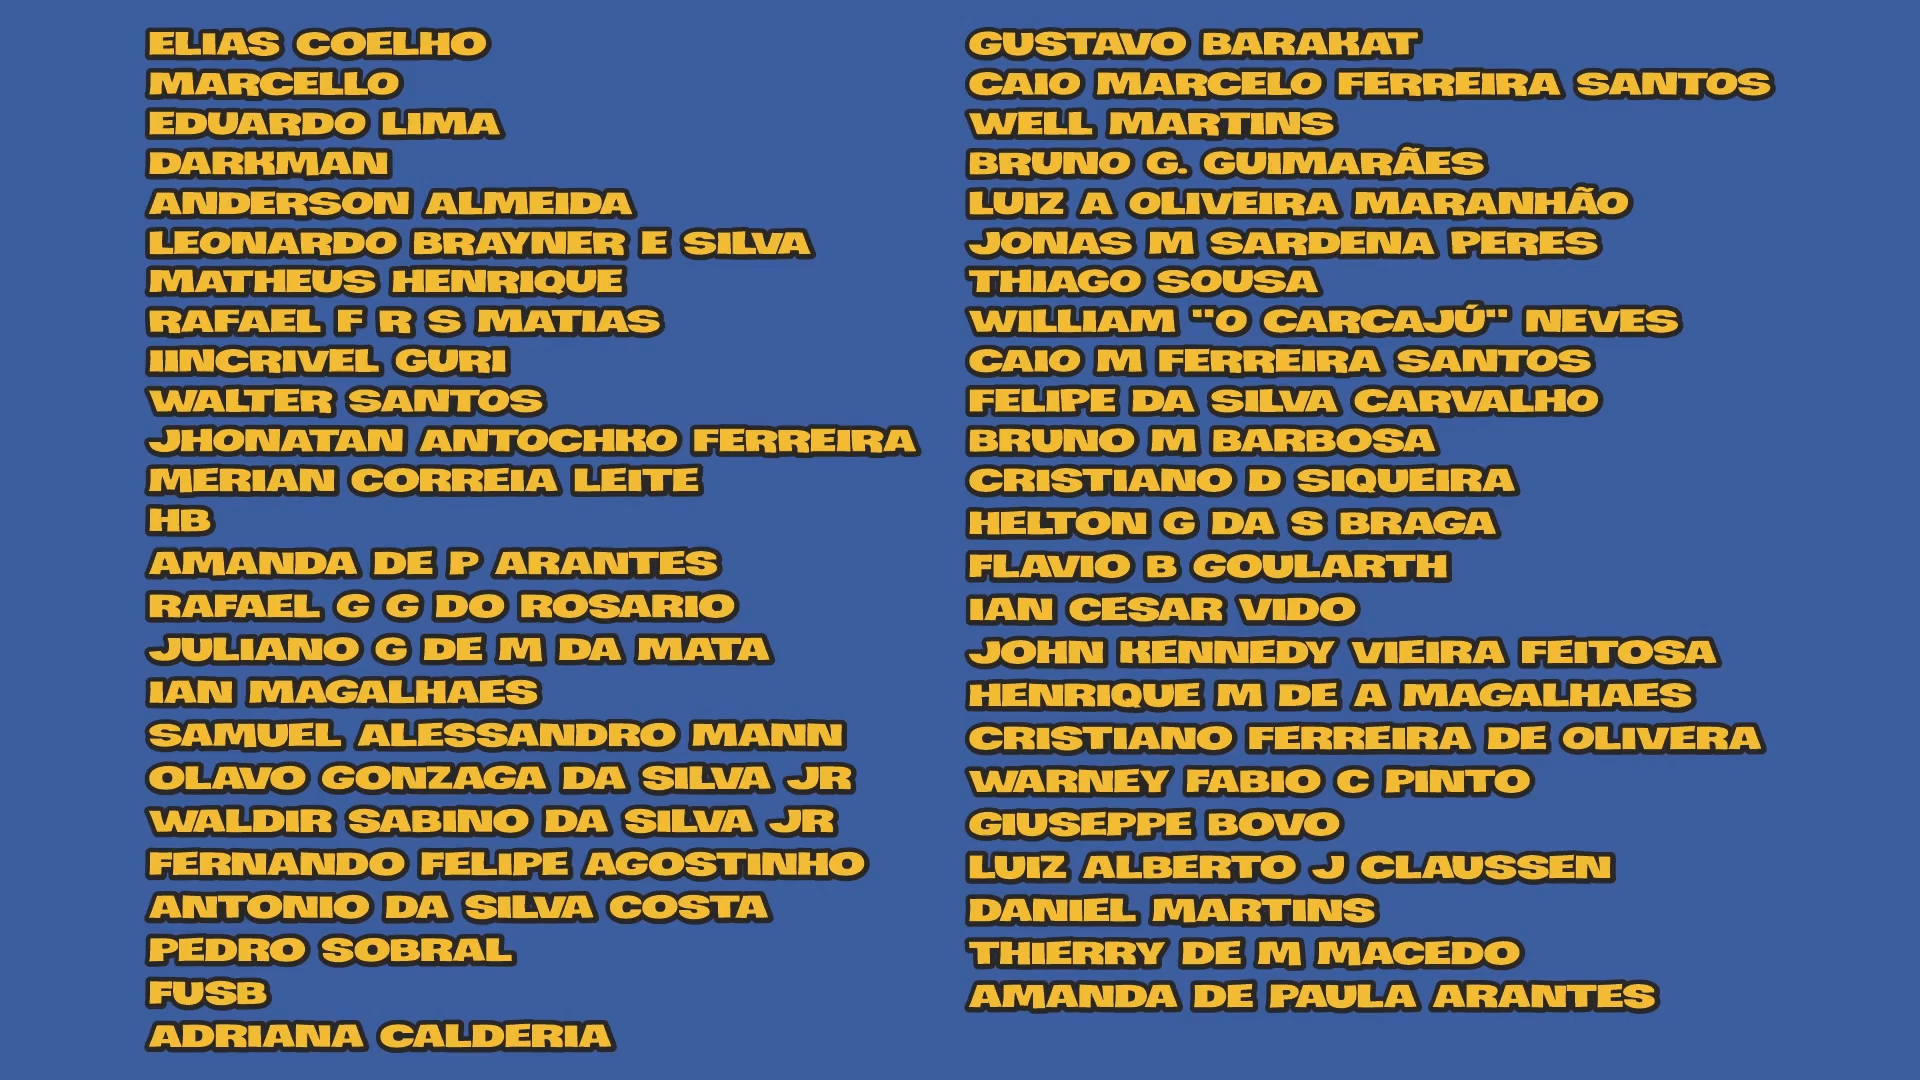 ELIAS COELHO
MARCELLO
EDUARDO LIMA
DARKMAN
ANDERSON ALMEIDA
LEONARDO BRAYNER E SILVA
MATHEUS HENRIQUE
RAFAEL F R S MATIAS
IINCRIVEL GURI
WALTER SANTOS
JHONATAN ANTOCHKO FERREIRA
MERIAN CORREIA LEITE
HB
AMANDA DE P ARANTES
RAFAEL G G DO ROSARIO
JULIANO G DE M DA MATA
IAN MAGALHAES
SAMUEL ALESSANDRO MANN
OLAVO GONZAGA DA SILVA JR
WALDIR SABINO DA SILVA JR
FERNANDO FELIPE AGOSTINHO
ANTONIO DA SILVA COSTA
PEDRO SOBRAL
FUSB
ADRIANA CALDERIA
GUSTAVO BARAKAT
CAIO MARCELO FERREIRA SANTOS
WELL MARTINS
BRUNO G. GUIMARÃES
LUIZ A OLIVEIRA MARANHÃO
JONAS M SARDENA PERES
THIAGO SOUSA
WILLIAM "O CARCAJÚ" NEVES
CAIO M FERREIRA SANTOS
FELIPE DA SILVA CARVALHO
BRUNO M BARBOSA
CRISTIANO D SIQUEIRA
HELTON G DA S BRAGA
FLAVIO B GOULARTH
IAN CESAR VIDO
JOHN KENNEDY VIEIRA FEITOSA
HENRIQUE M DE A MAGALHAES
CRISTIANO FERREIRA DE OLIVERA
WARNEY FABIO C PINTO
GIUSEPPE BOVO
LUIZ ALBERTO J CLAUSSEN
DANIEL MARTINS
THIERRY DE M MACEDO
AMANDA DE PAULA ARANTES